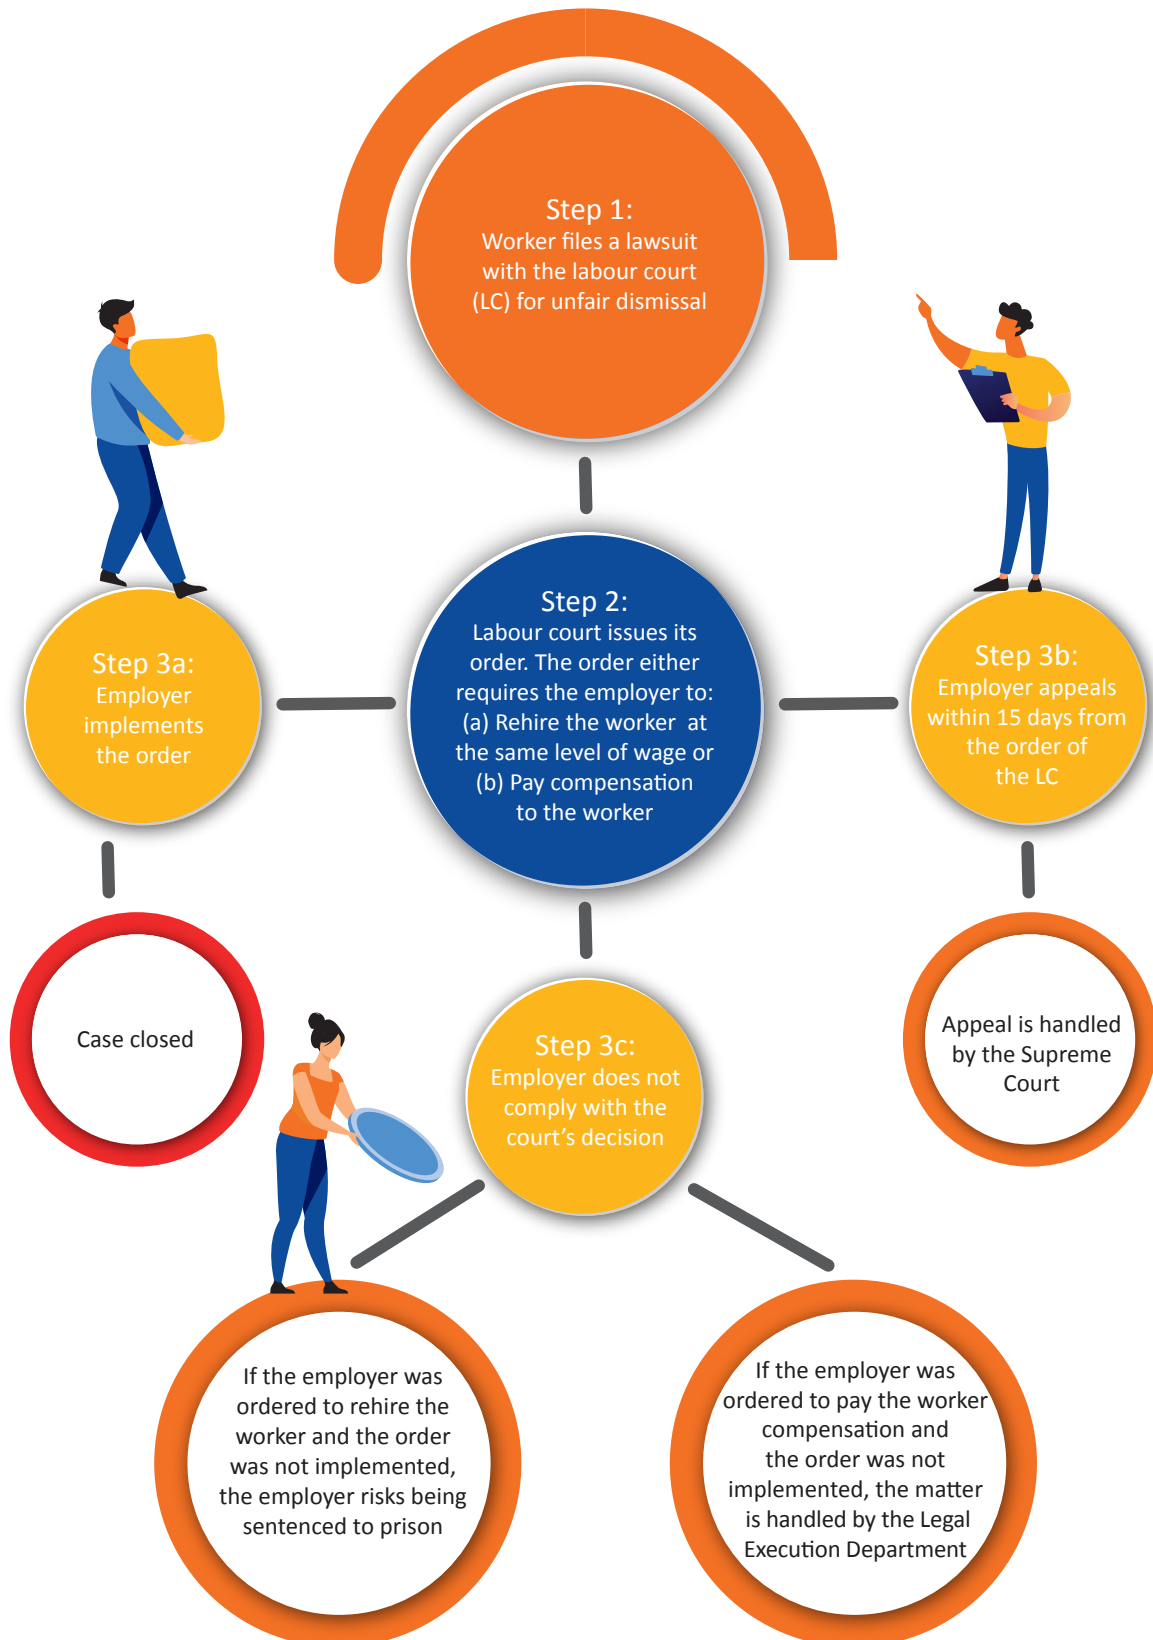 Step 1:
Worker files a lawsuit
with the labour court
(LC) for unfair dismissal
Step 2:
Labour court issues its
order. The order either
requires the employer to:
(a) Rehire the worker at
the same level of wage or
(b) Pay compensation
to the worker
Step 3a:
Employer
implements
the order
Step 3b:
Employer appeals
within 15 days from
the order of
the LC
Case closed
Step 3c:
Employer does not
comply with the
court's decision
Appeal is handled
by the Supreme
Court
If the employer was
ordered to rehire the
worker and the order
was not implemented,
the employer risks being
sentenced to prison
If the employer was
ordered to pay the worker
compensation and
the order was not
implemented, the matter
is handled by the Legal
Execution Department